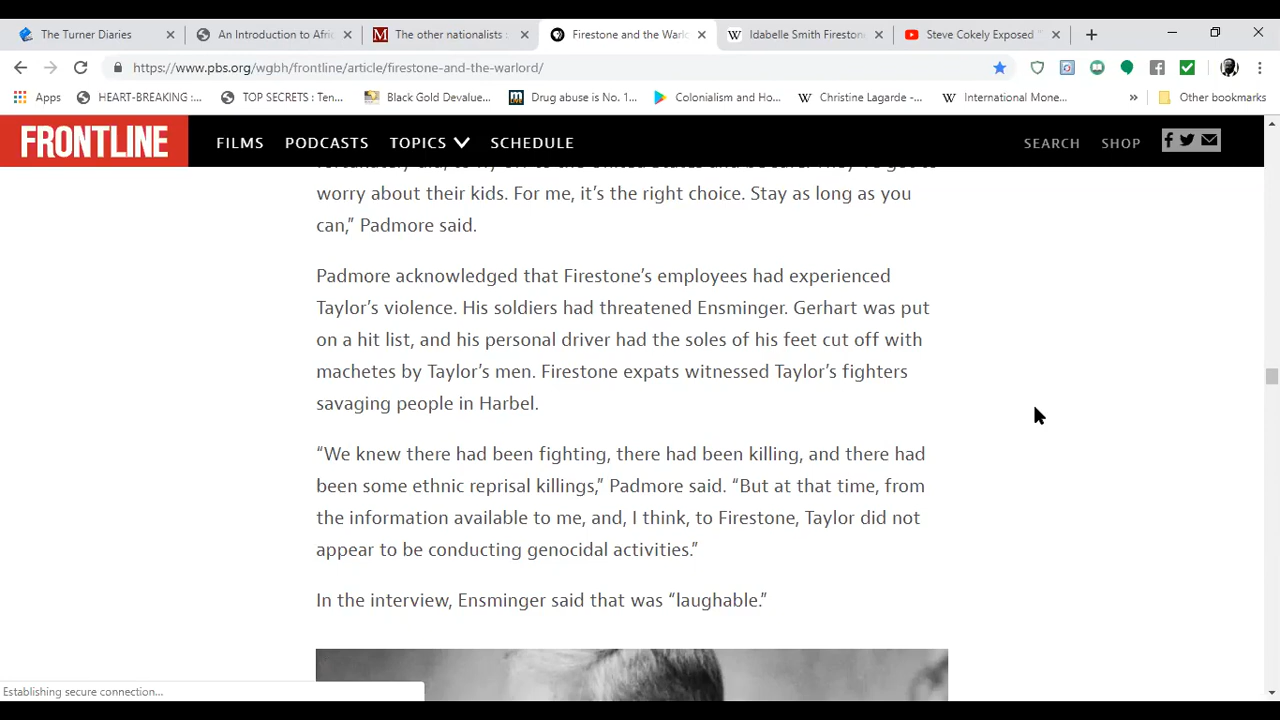 The Turner Diaries
An Introduction to Afri
The other nationalists
Firestone and the Warlo
Idabelle Smith Firestone
Steve Cokely Exposed
https://www.pbs.org/wgbh/frontline/article/firestone-and-the-warlord/
Apps
HEART-BREAKING :...
TOP SECRETS : Ten...
Black Gold Devalue...
Drug abuse is No. 1...
Colonialism and Ho...
Christine Lagarde -...
International Mone...
Other bookmarks
FRONTLINE
FILMS
PODCASTS
TOPICS
SCHEDULE
SEARCH
SHOP
worry about their kids. For me, it’s the right choice. Stay as long as you
can,” Padmore said.
Padmore acknowledged that Firestone’s employees had experienced
Taylor’s violence. His soldiers had threatened Ensminger. Gerhart was put
on a hit list, and his personal driver had the soles of his feet cut off with
machetes by Taylor’s men. Firestone expats witnessed Taylor’s fighters
savaging people in Harbel.
“We knew there had been fighting, there had been killing, and there had
been some ethnic reprisal killings,” Padmore said. “But at that time, from
the information available to me, and, I think, to Firestone, Taylor did not
appear to be conducting genocidal activities.”
In the interview, Ensminger said that was “laughable.”
Establishing secure connection...